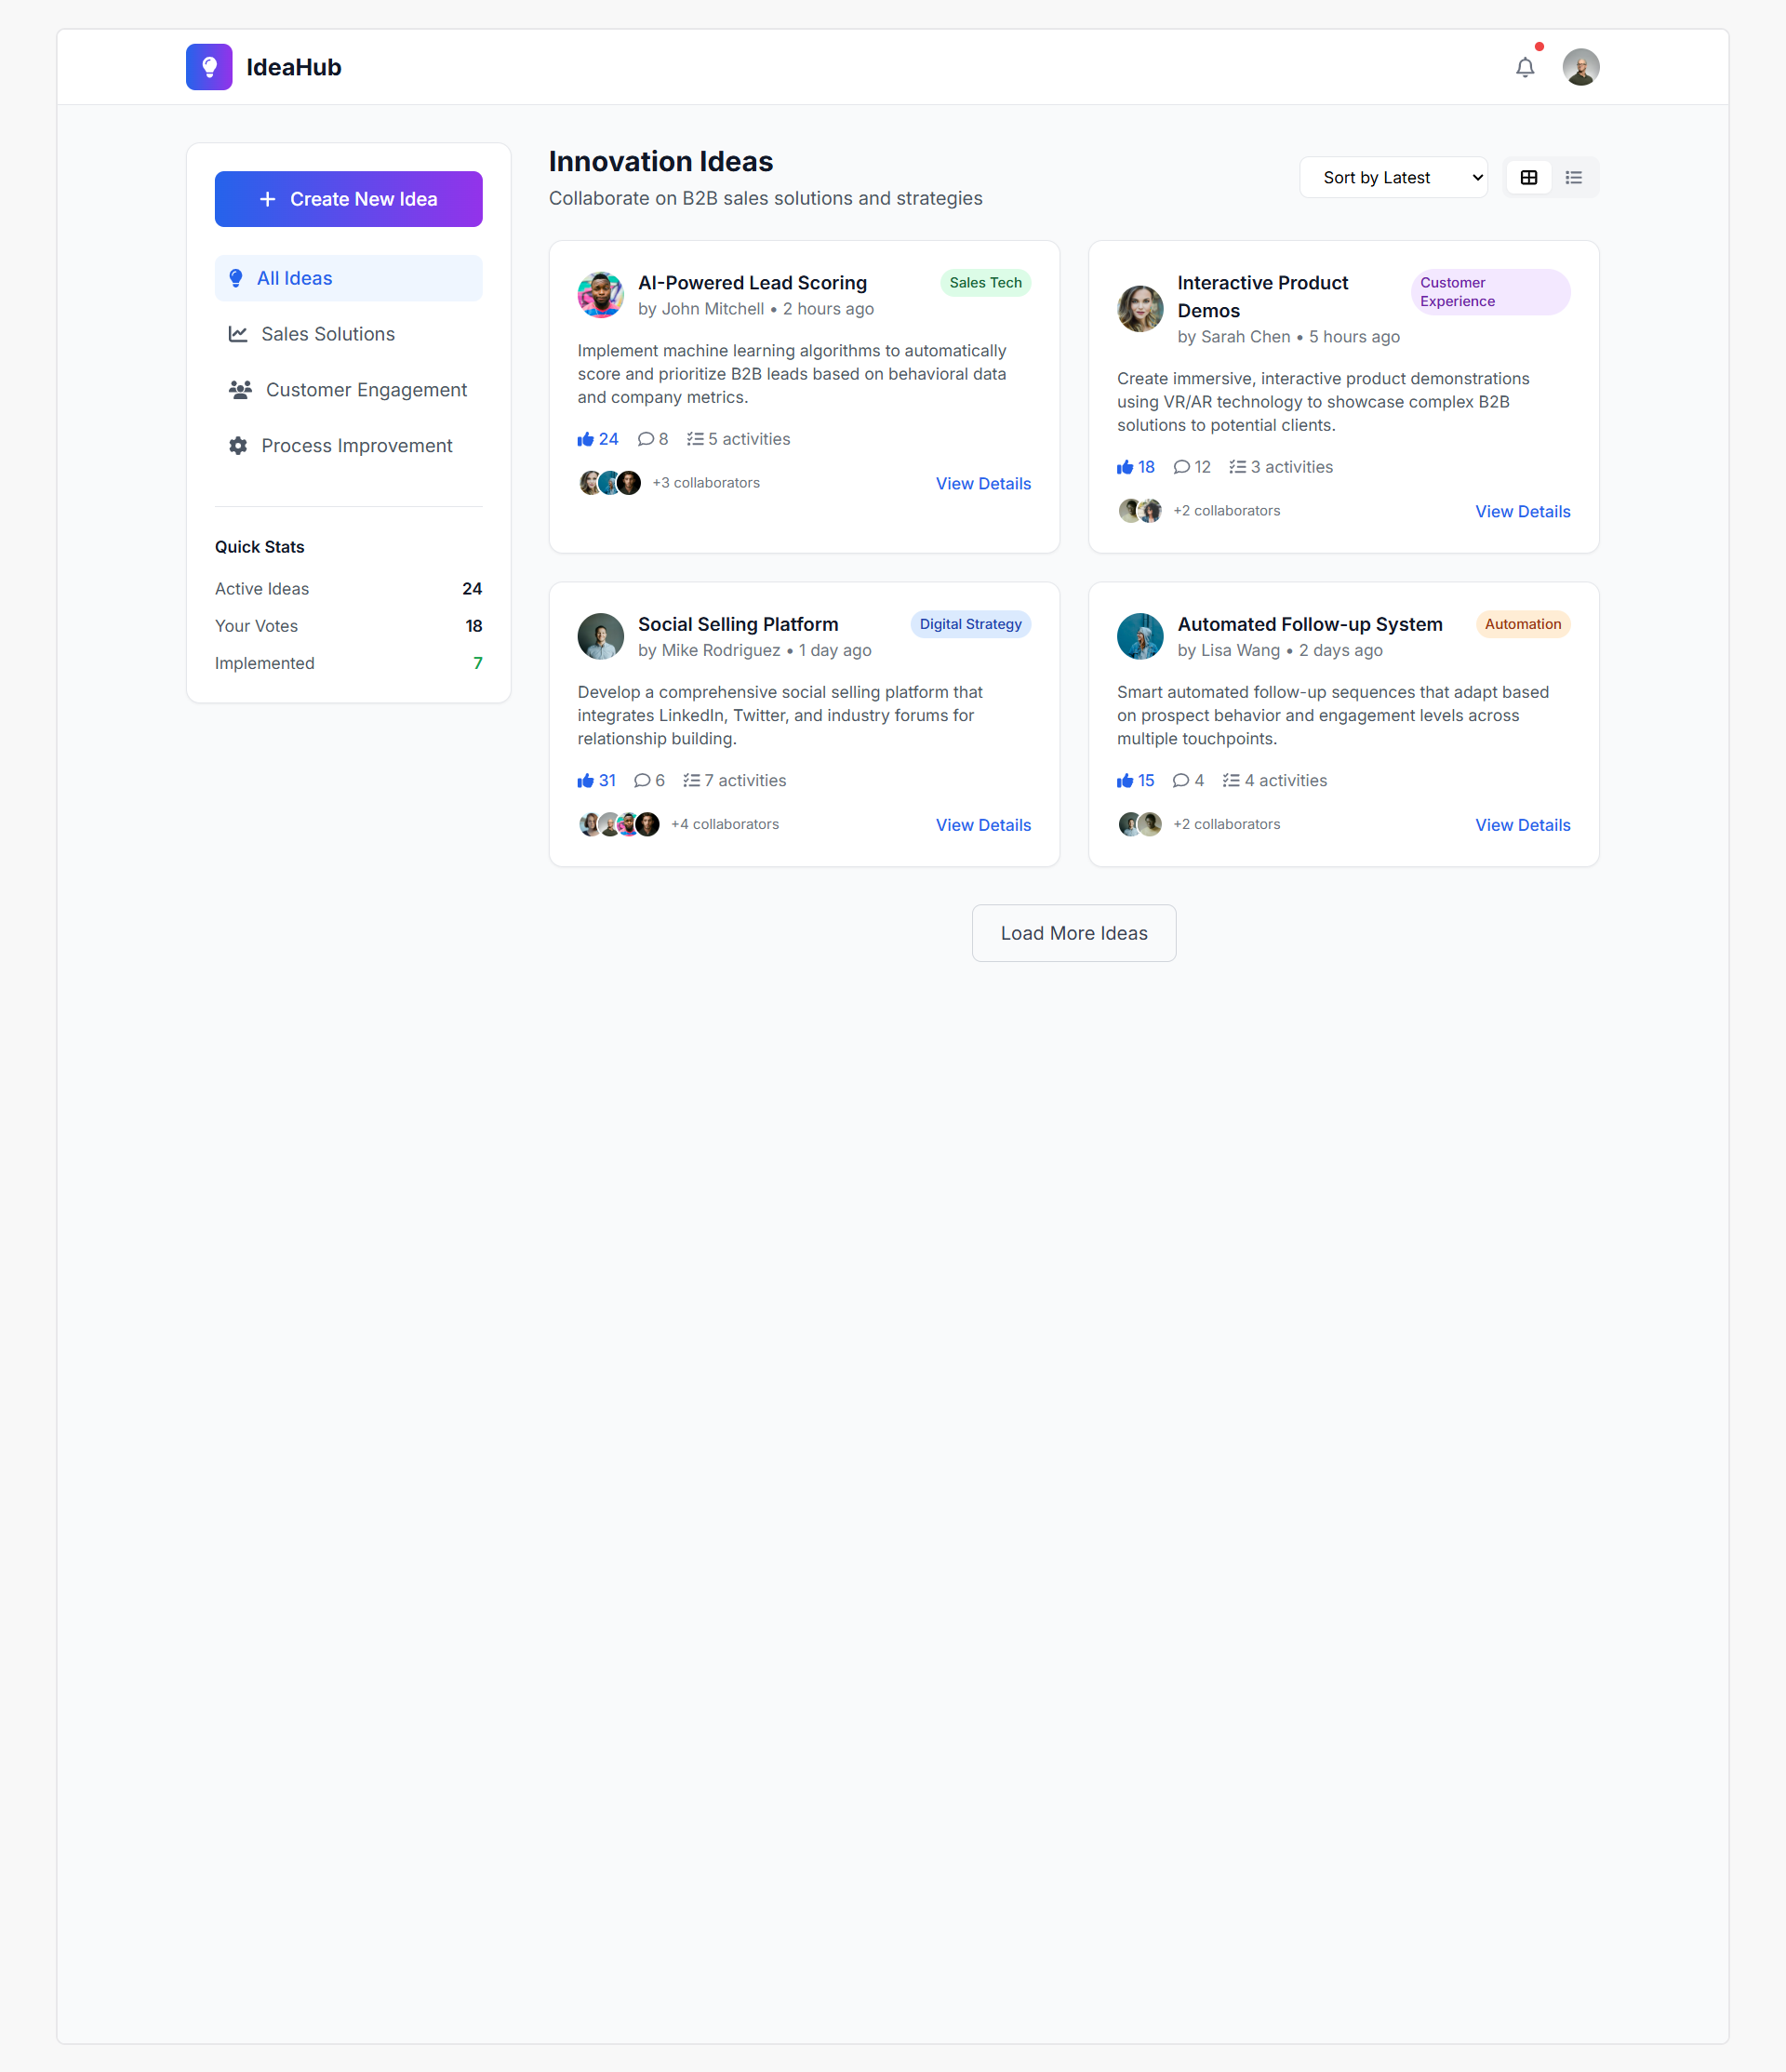 IdeaHub
Create New Idea
All Ideas
Sales Solutions
Customer Engagement
Process Improvement
Quick Stats
Active Ideas 24
Your Votes 18
Implemented 7
Innovation Ideas
Collaborate on B2B sales solutions and strategies
Sort by Latest
AI-Powered Lead Scoring
by John Mitchell • 2 hours ago
Sales Tech
Implement machine learning algorithms to automatically
score and prioritize B2B leads based on behavioral data
and company metrics.
24 8 5 activities
+3 collaborators
View Details
Interactive Product
Demos
by Sarah Chen • 5 hours ago
Customer
Experience
Create immersive, interactive product demonstrations
using VR/AR technology to showcase complex B2B
solutions to potential clients.
18 12 3 activities
+2 collaborators
View Details
Social Selling Platform
by Mike Rodriguez • 1 day ago
Digital Strategy
Develop a comprehensive social selling platform that
integrates LinkedIn, Twitter, and industry forums for
relationship building.
31 6 7 activities
+4 collaborators
View Details
Automated Follow-up System
by Lisa Wang • 2 days ago
Automation
Smart automated follow-up sequences that adapt based
on prospect behavior and engagement levels across
multiple touchpoints.
15 4 4 activities
+2 collaborators
View Details
Load More Ideas